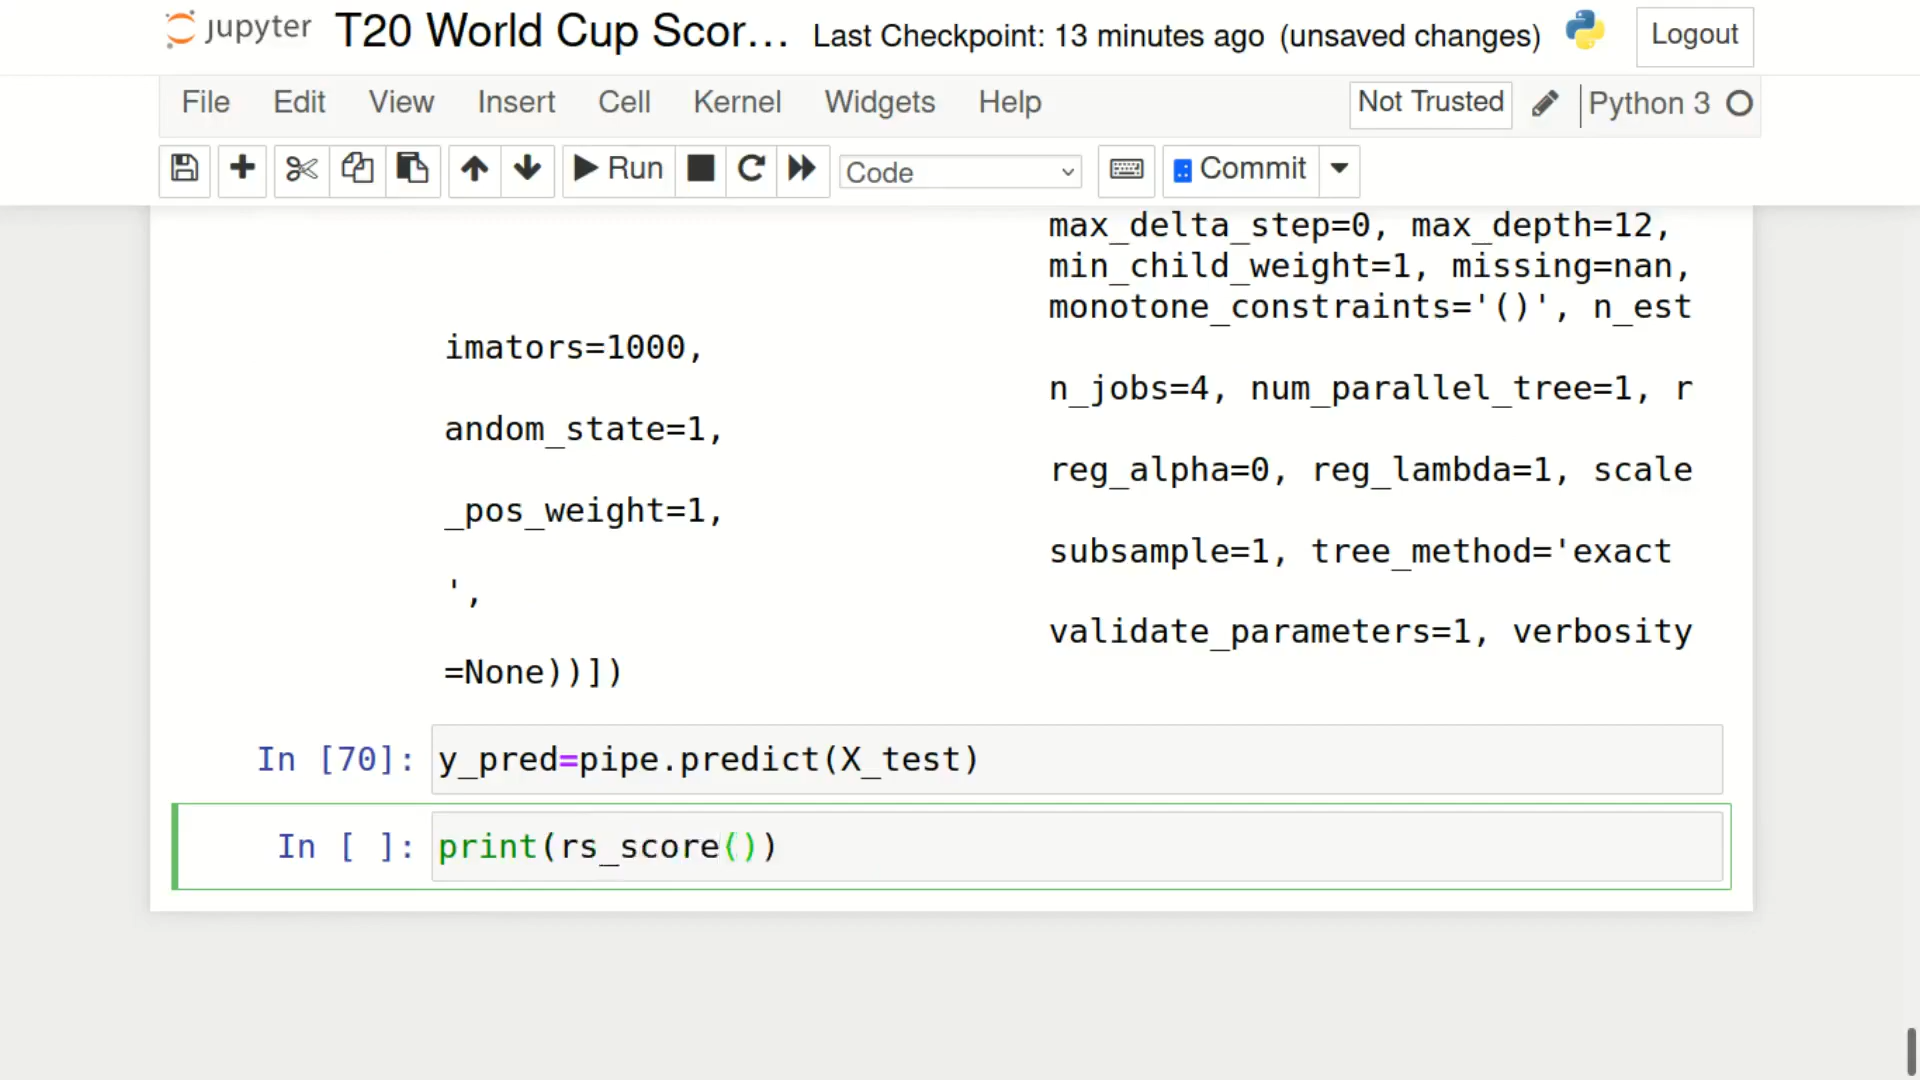 jupyter T20 World Cup Scor... Last Checkpoint: 13 minutes ago (unsaved changes) Logout
File Edit View Insert Cell Kernel Widgets Help Not Trusted Python 3
Run Code Commit
max_delta_step=0, max_depth=12,
min_child_weight=1, missing=nan,
monotone_constraints='()', n_est
imators=1000,
n_jobs=4, num_parallel_tree=1, r
andom_state=1,
reg_alpha=0, reg_lambda=1, scale
_pos_weight=1,
subsample=1, tree_method='exact
',
validate_parameters=1, verbosity
=None))])
In [70]: y_pred=pipe.predict(X_test)
In [ ]: print(rs_score())